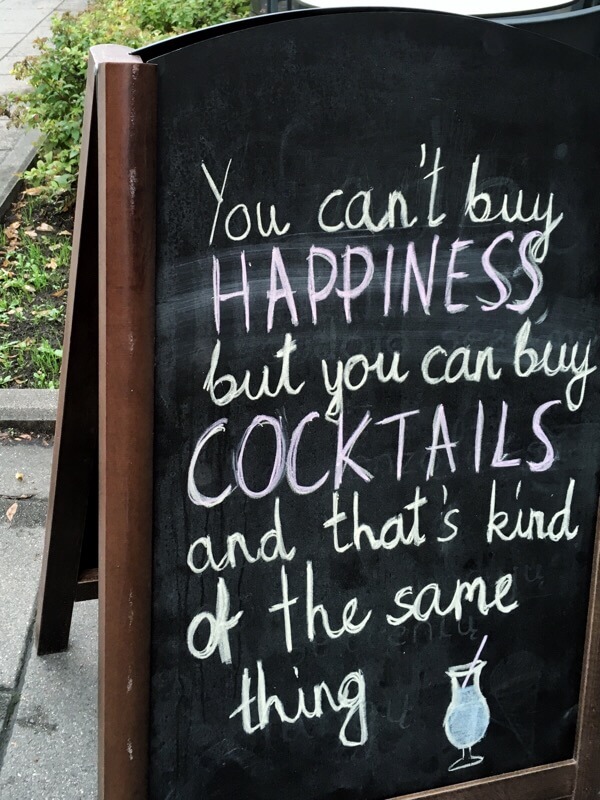 You can't buy
HAPPINESS
but you can buy
COCKTAILS
and that's kind
of the same
thing